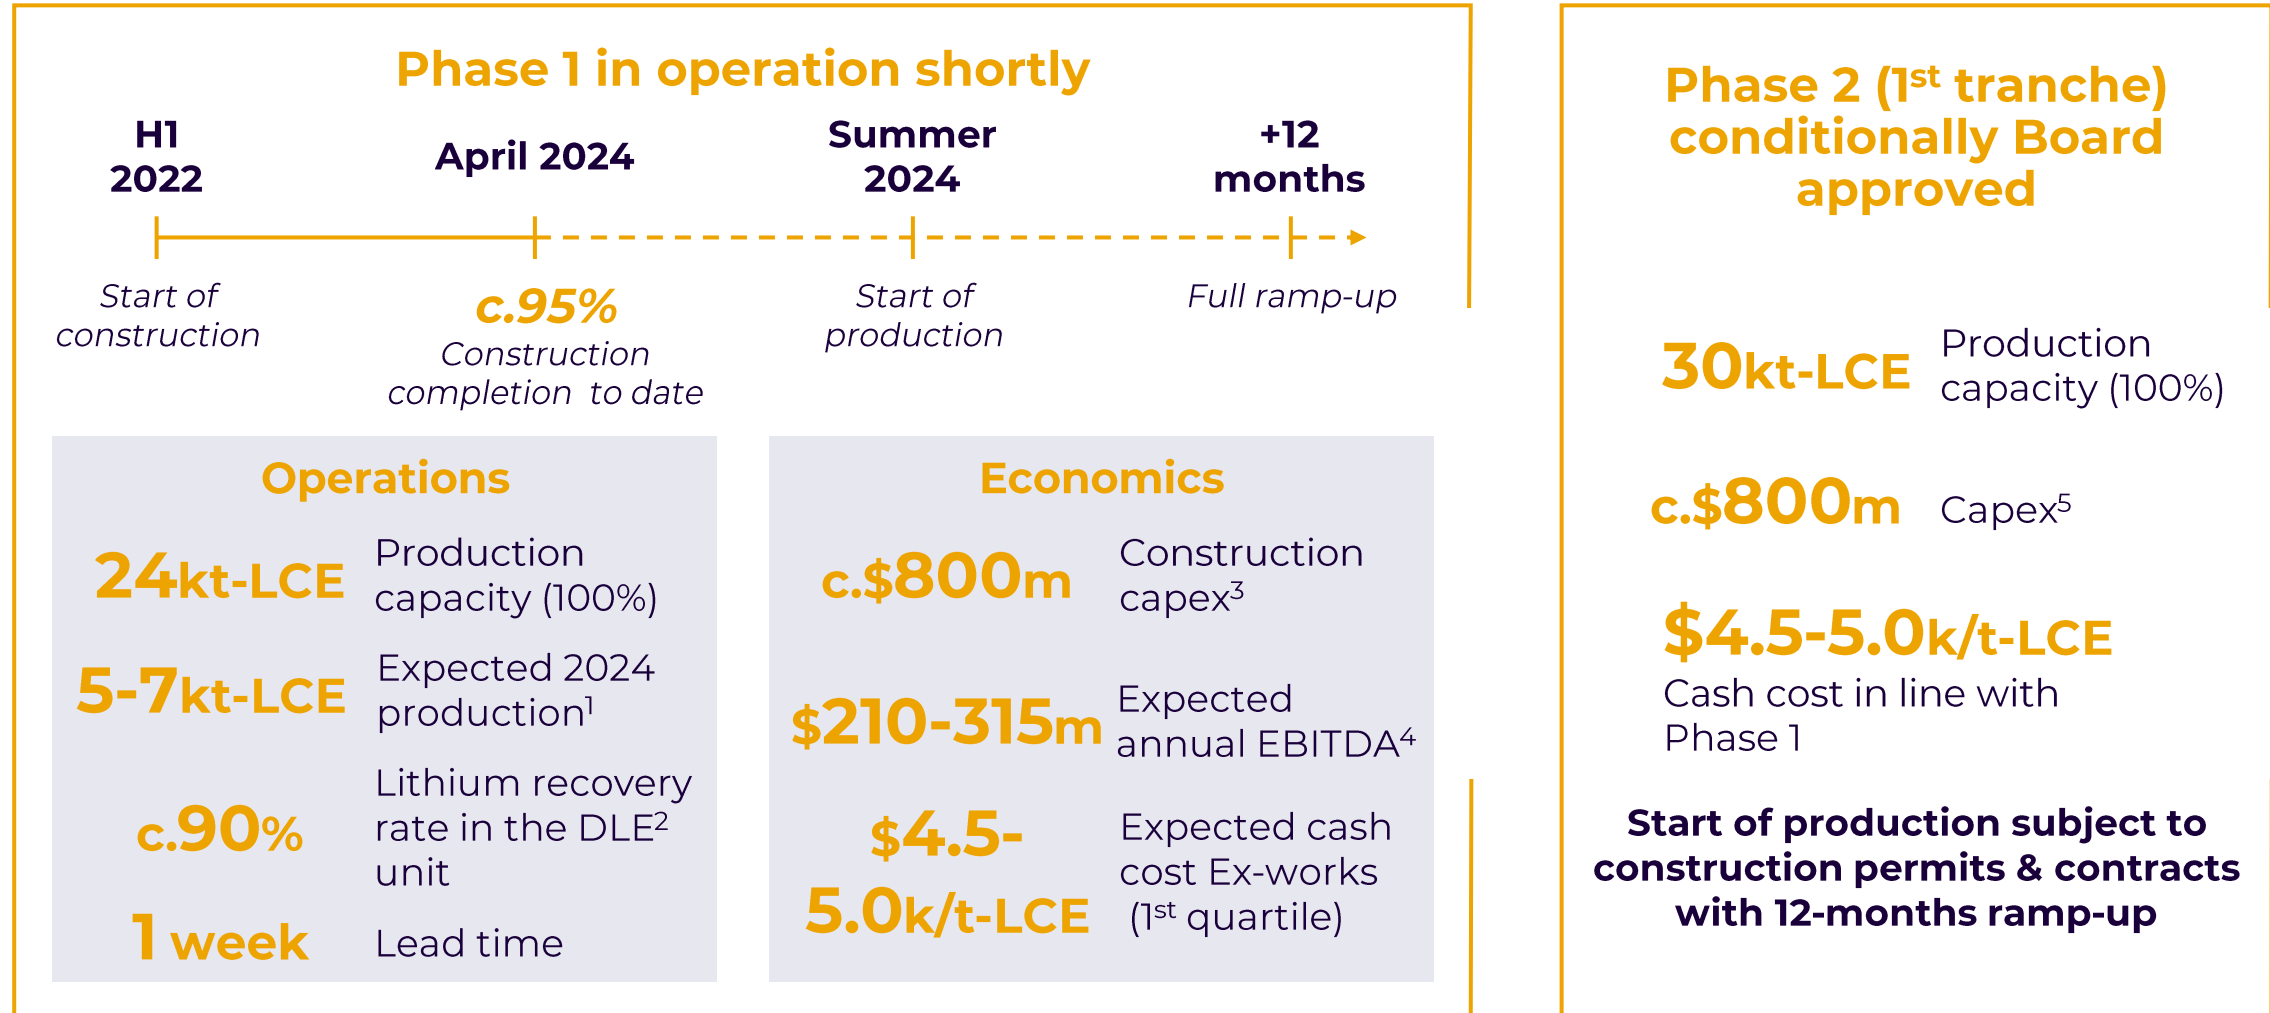 Phase 1 in operation shortly
H1
2022
April 2024
Summer
2024
+12
months
Start of
construction
c.95%
Construction
completion  to date
Start of
production
Full ramp-up
Operations
24kt-LCE
Production
capacity (100%)
5-7kt-LCE
Expected 2024
production¹
c.90%
Lithium recovery
rate in the DLE²
unit
1 week
Lead time
Economics
c.$800m
Construction
capex³
$210-315m
Expected
annual EBITDA⁴
$4.5-
5.0k/t-LCE
Expected cash
cost Ex-works
(1st quartile)
Phase 2 (1st tranche)
conditionally Board
approved
30kt-LCE
Production
capacity (100%)
c.$800m
Capex⁵
$4.5-5.0k/t-LCE
Cash cost in line with
Phase 1
Start of production subject to
construction permits & contracts
with 12-months ramp-up